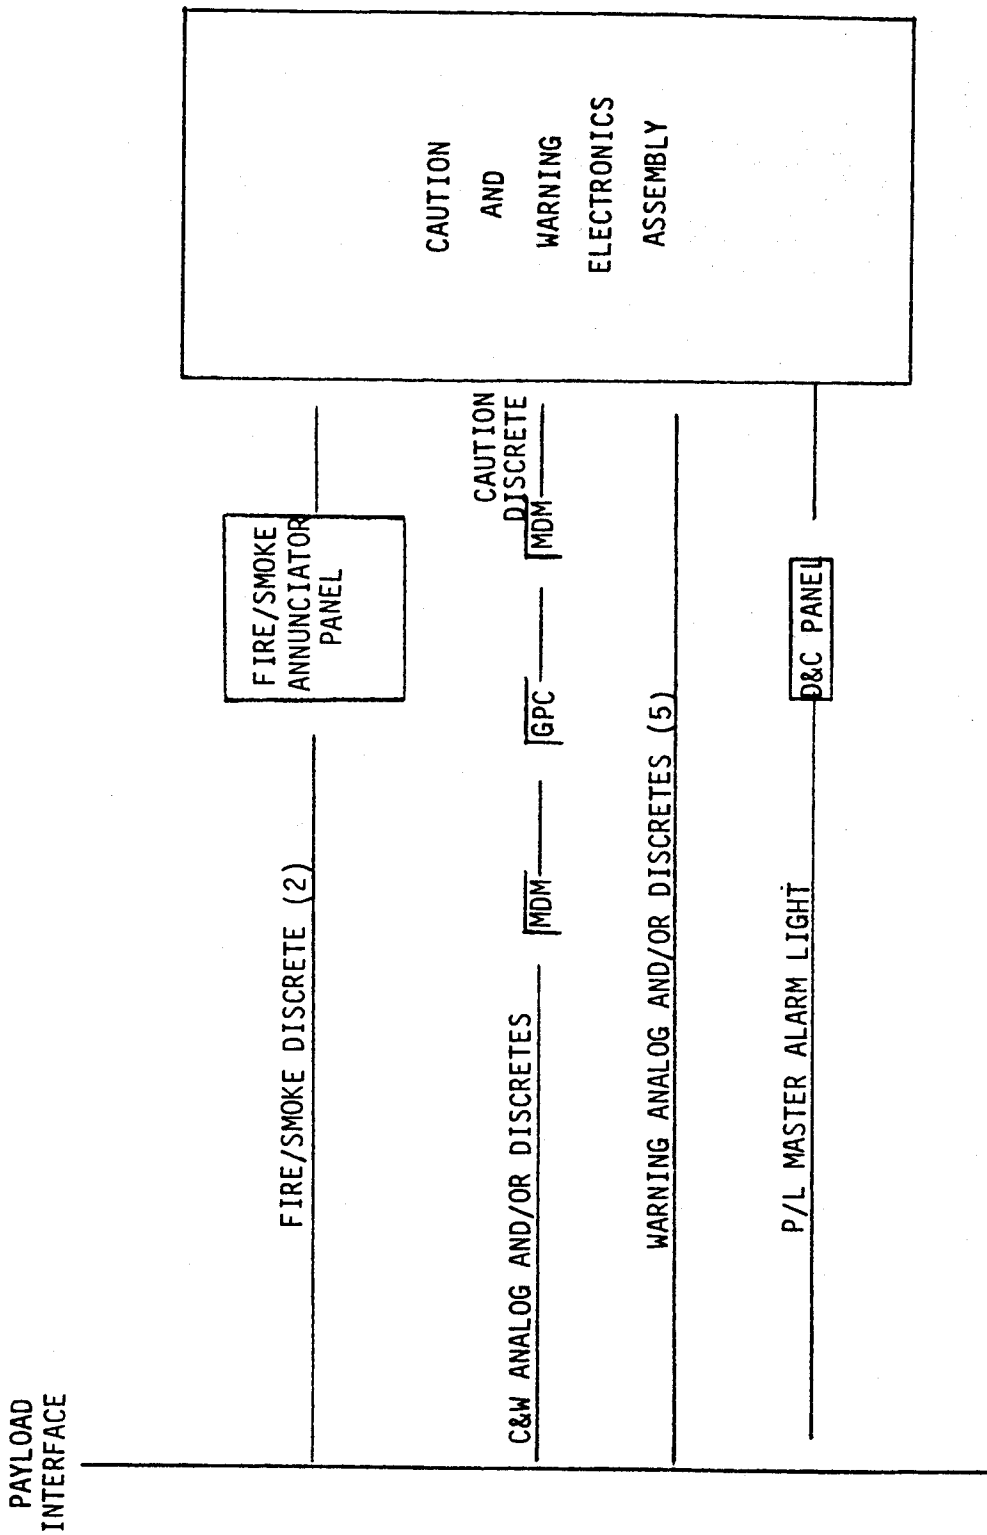 PAYLOAD
INTERFACE
FIRE/SMOKE DISCRETE (2)
FIRE/SMOKE
ANNUNCIATOR
PANEL
C&W ANALOG AND/OR DISCRETES
MDM
GPC
MDM
CAUTION
DISCRETE
WARNING ANALOG AND/OR DISCRETES (5)
P/L MASTER ALARM LIGHT
D&C PANEL
CAUTION
AND
WARNING
ELECTRONICS
ASSEMBLY